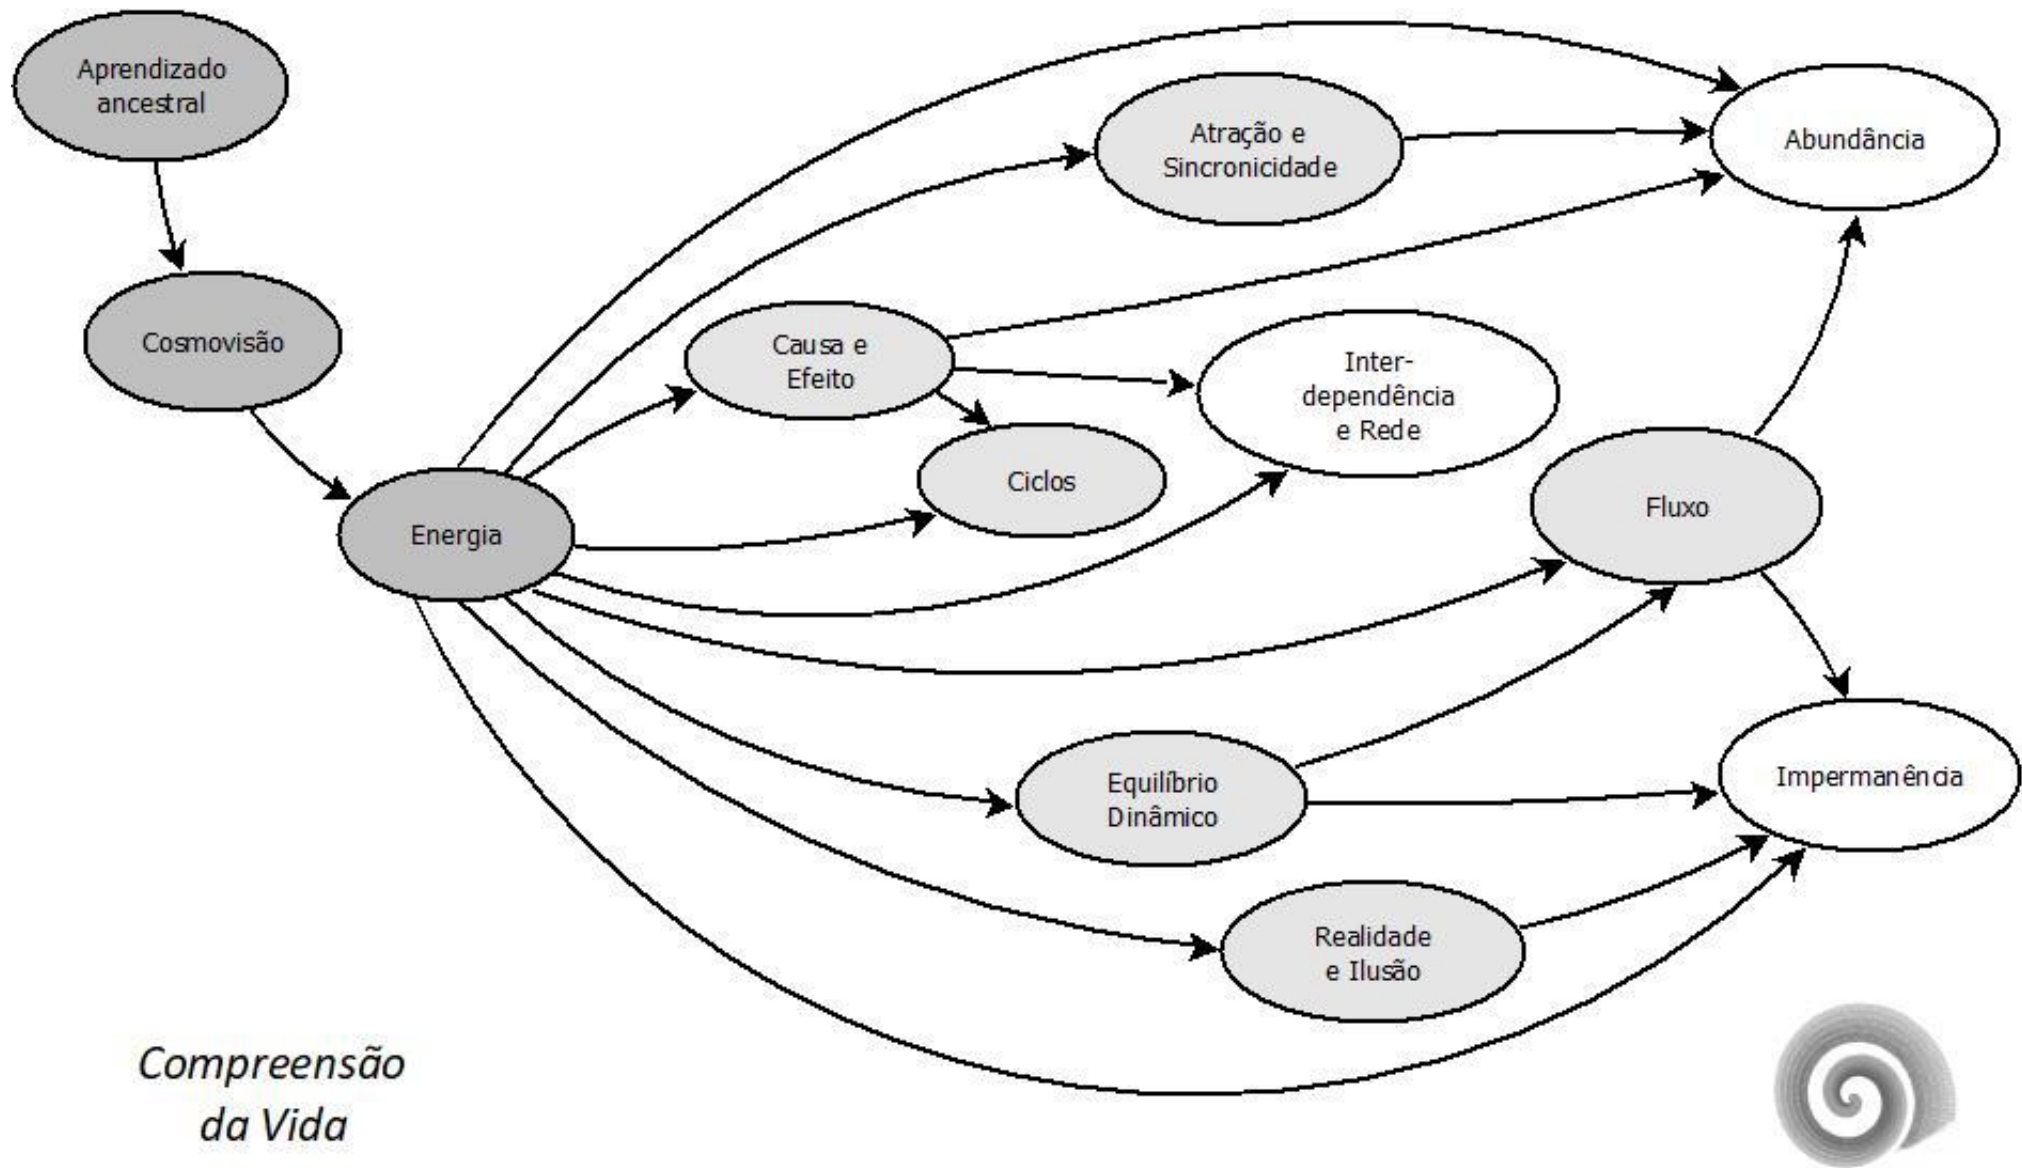 Aprendizado
ancestral
Cosmovisão
Energia
Atração e
Sincronicidade
Abundância
Causa e
Efeito
Inter-
dependência
e Rede
Ciclos
Fluxo
Equilíbrio
Dinâmico
Impermanência
Realidade
e Ilusão
Compreensão
da Vida